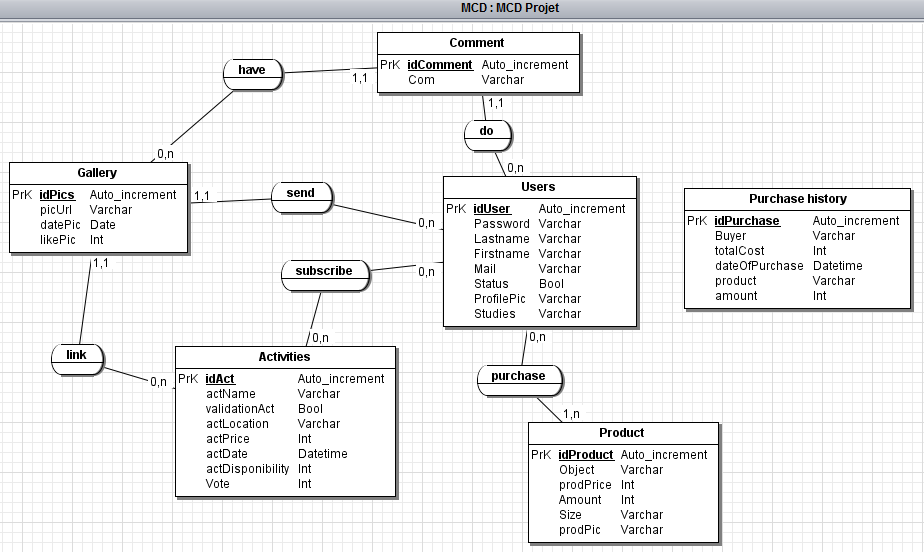 MCD : MCD Projet
Comment
PrK idComment Auto_increment
Com Varchar
have
1,1
1,1
do
0,n
0,n
Gallery
PrK idPics Auto_increment
picUrl Varchar
datePic Date
likePic Int
1,1
send
0,n
Users
PrK idUser Auto_increment
Password Varchar
Lastname Varchar
Firstname Varchar
Mail Varchar
Status Bool
ProfilePic Varchar
Studies Varchar
Purchase history
PrK idPurchase Auto_increment
Buyer Varchar
totalCost Int
dateOfPurchase Datetime
product Varchar
amount Int
1,1
subscribe
0,n
0,n
0,n
link
0,n
Activities
PrK idAct Auto_increment
actName Varchar
validationAct Bool
actLocation Varchar
actPrice Int
actDate Datetime
actDisponibility Int
Vote Int
purchase
1,n
Product
PrK idProduct Auto_increment
Object Varchar
prodPrice Int
Amount Int
Size Varchar
prodPic Varchar